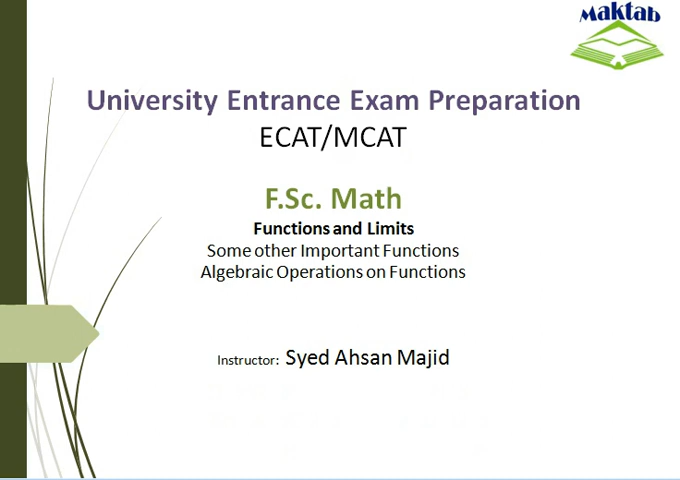 Maktab
University Entrance Exam Preparation
ECAT/MCAT
F.Sc. Math
Functions and Limits
Some other Important Functions
Algebraic Operations on Functions
Instructor: Syed Ahsan Majid